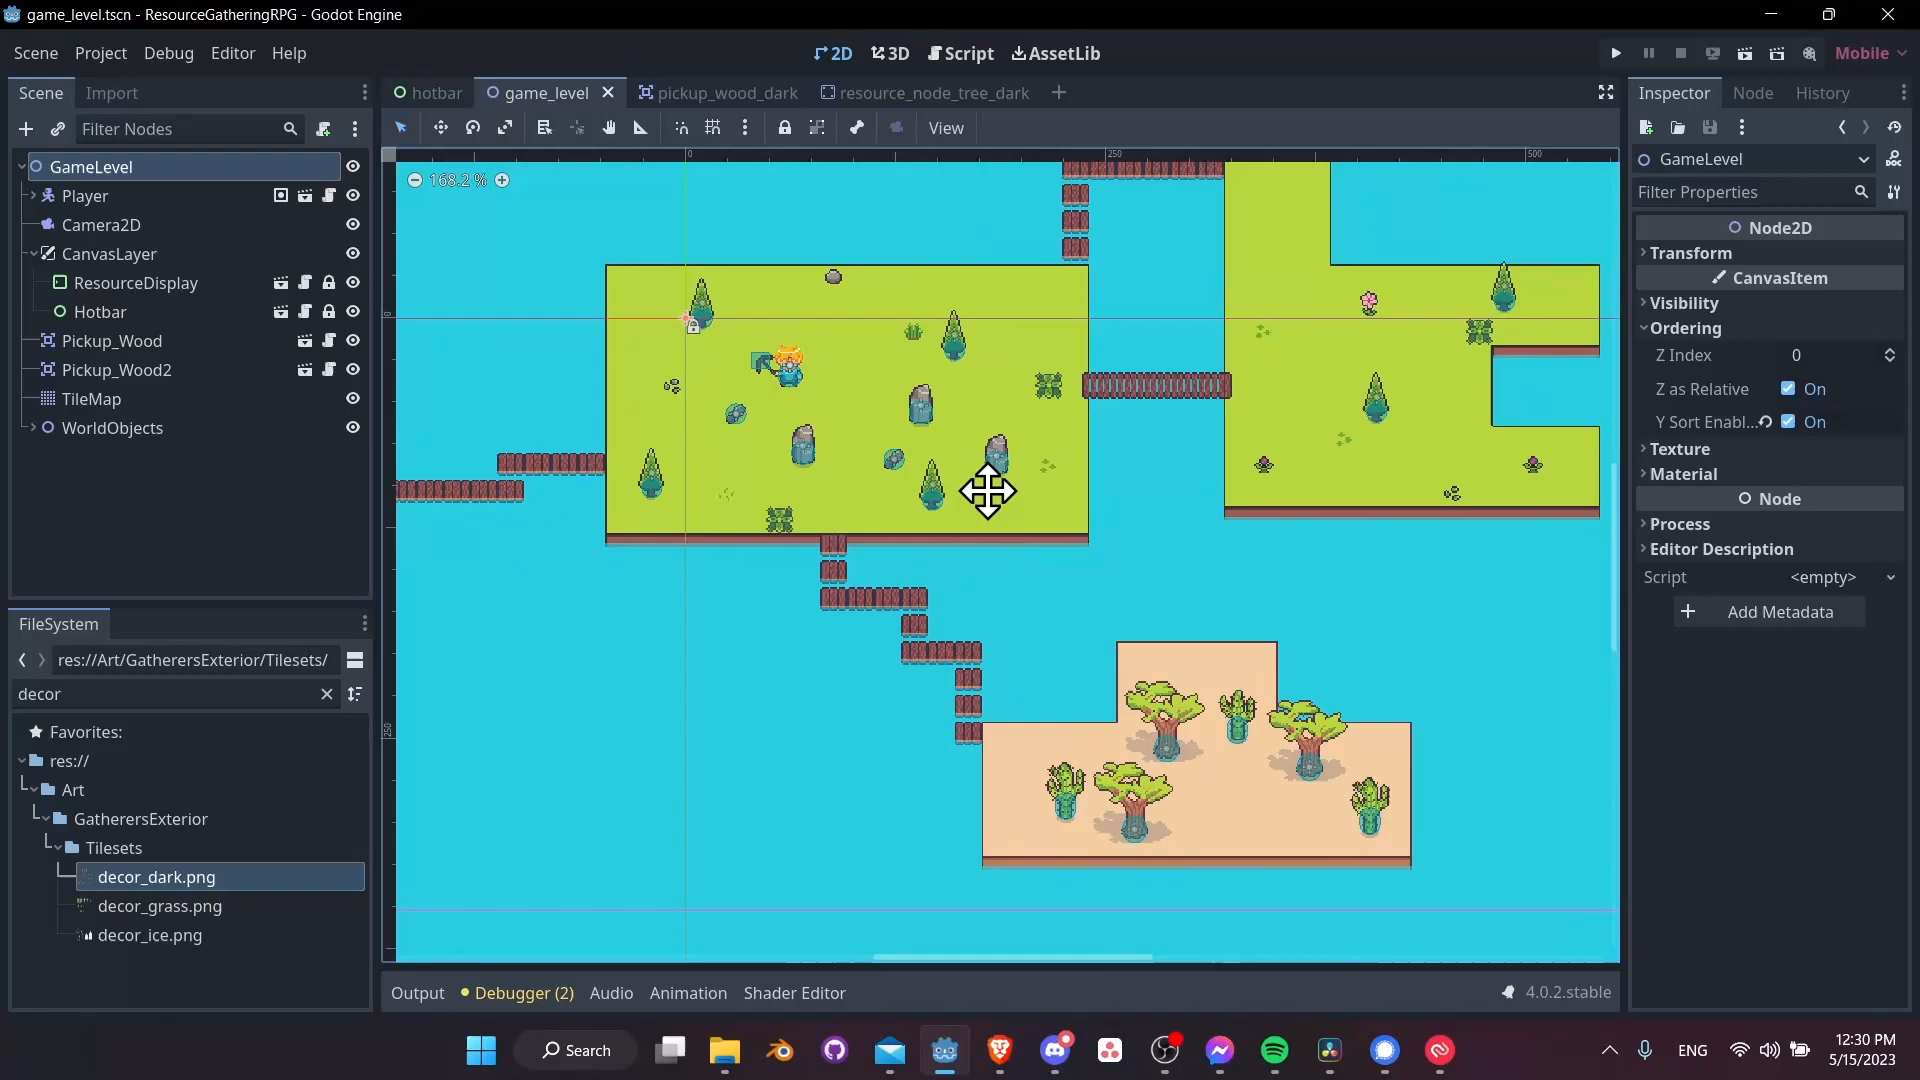 game_level.tscn - ResourceGatheringRPG - Godot Engine
Scene Project Debug Editor Help
2D 3D Script AssetLib
Mobile
Scene Import
hotbar game_level pickup_wood_dark resource_node_tree_dark
Inspector Node History
Filter Nodes
View
GameLevel
Player
Camera2D
CanvasLayer
ResourceDisplay
Hotbar
Pickup_Wood
Pickup_Wood2
TileMap
WorldObjects
0 250 500
168.2 %
0
250
GameLevel
Filter Properties
Node2D
Transform
CanvasItem
Visibility
Ordering
Z Index 0
Z as Relative On
Y Sort Enabl... On
Texture
Material
Node
Process
Editor Description
Script <empty>
Add Metadata
FileSystem
res://Art/GatherersExterior/Tilesets/
decor
Favorites:
res://
Art
GatherersExterior
Tilesets
decor_dark.png
decor_grass.png
decor_ice.png
Output Debugger (2) Audio Animation Shader Editor
4.0.2.stable
Search
ENG
12:30 PM
5/15/2023